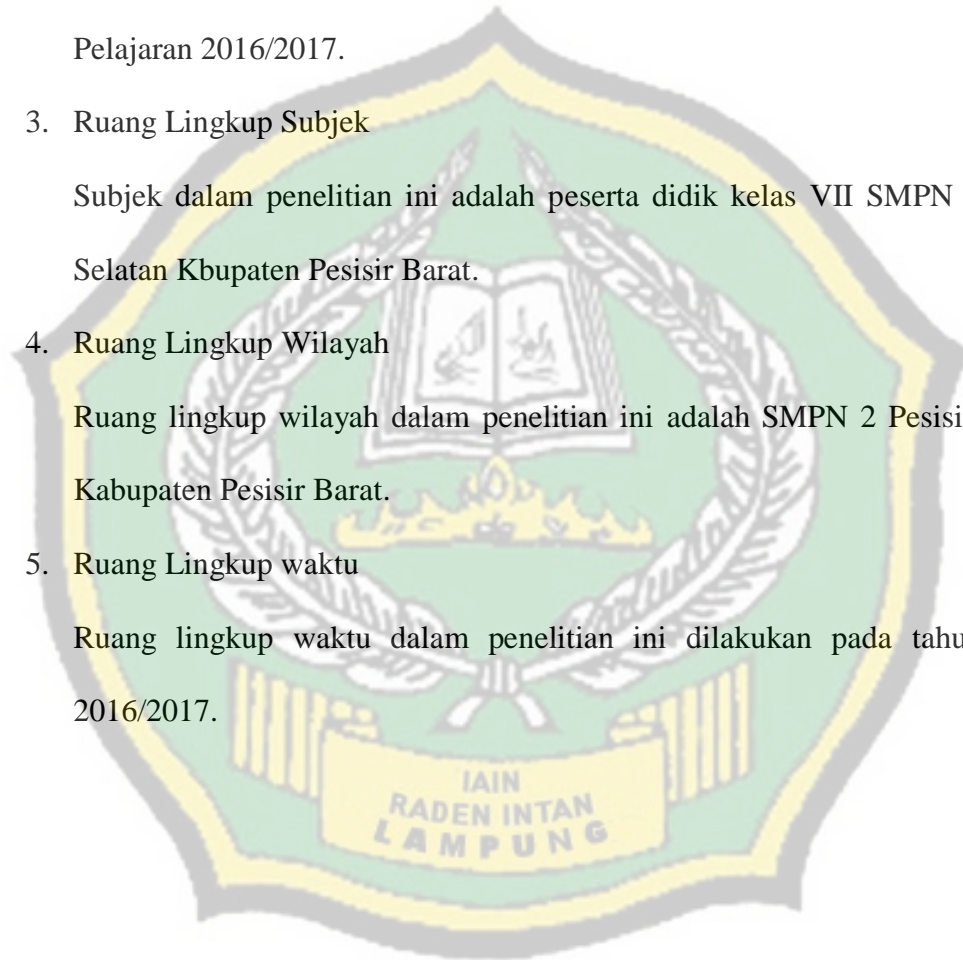 Pelajaran 2016/2017.
3. Ruang Lingkup Subjek
Subjek dalam penelitian ini adalah peserta didik kelas VII SMPN
Selatan Kbupaten Pesisir Barat.
4. Ruang Lingkup Wilayah
Ruang lingkup wilayah dalam penelitian ini adalah SMPN 2 Pesisi
Kabupaten Pesisir Barat.
5. Ruang Lingkup waktu
Ruang lingkup waktu dalam penelitian ini dilakukan pada tahu
2016/2017.
IAIN
RADEN INTAN
LAMPUNG